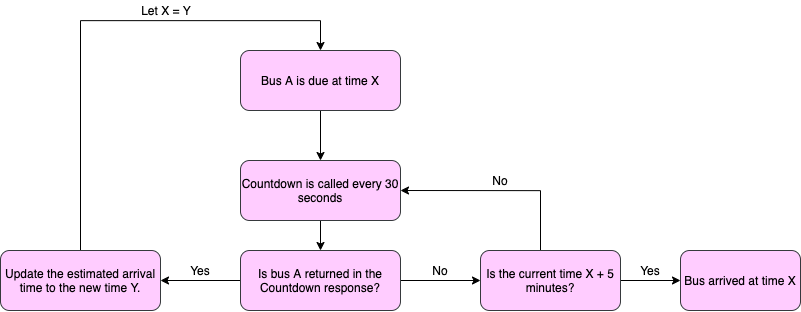 Let X = Y
Bus A is due at time X
Countdown is called every 30
seconds
No
Update the estimated arrival
time to the new time Y.
Yes
Is bus A returned in the
Countdown response?
No
Is the current time X + 5
minutes?
Yes
Bus arrived at time X